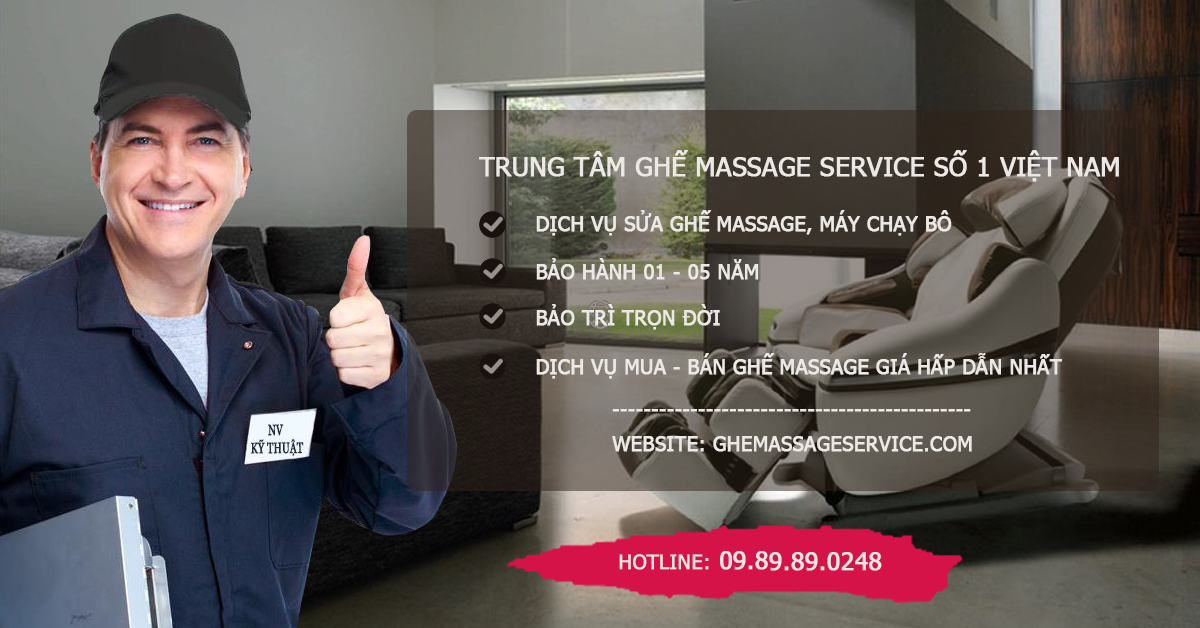 TRUNG TÂM GHẾ MASSAGE SERVICE SỐ 1 VIỆT NAM
DỊCH VỤ SỬA GHẾ MASSAGE, MÁY CHẠY BÔ
BẢO HÀNH 01 - 05 NĂM
BẢO TRÌ TRỌN ĐỜI
DỊCH VỤ MUA - BÁN GHẾ MASSAGE GIÁ HẤP DẪN NHẤT
----------------------------------------------
WEBSITE: GHEMASSAGESERVICE.COM
NV
KỸ THUẬT
HOTLINE: 09.89.89.0248